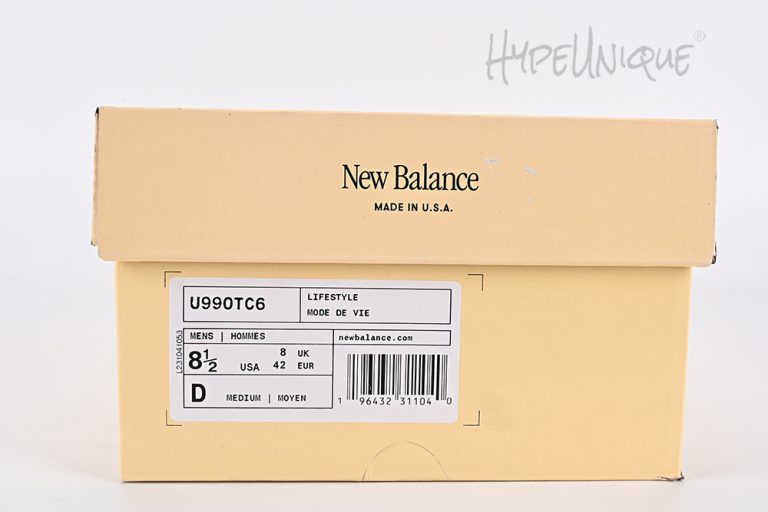 HYPEUNIQUE®
New Balance
MADE IN U.S.A.
U990TC6
LIFESTYLE
MODE DE VIE
L231041053
MENS | HOMMES
8½
USA
8 UK
42 EUR
D
MEDIUM | MOYEN
newbalance.com
1 96432 31104 0